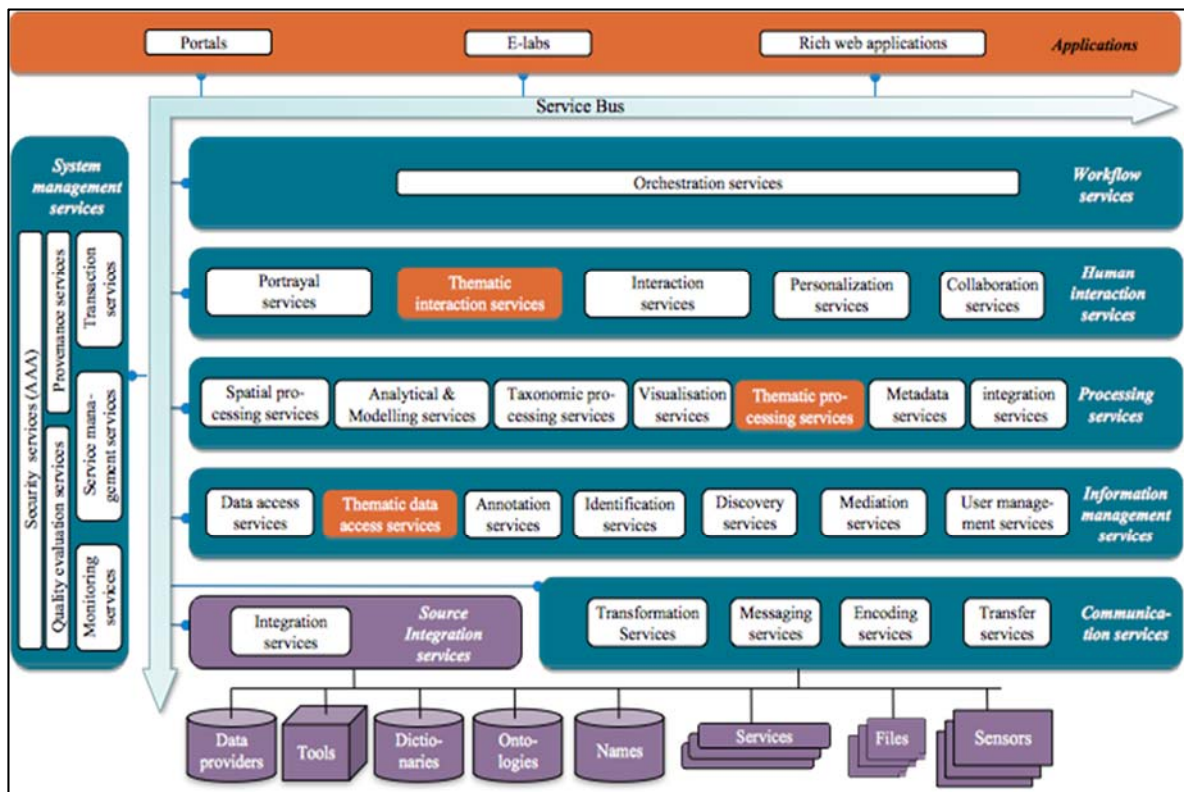 Portals
E-labs
Rich web applications
Applications
Service Bus
System
management
services
Security services (AAA)
Quality evaluation services
Provenance services
Monitoring
services
Service mana-
gement services
Transaction
services
Orchestration services
Workflow
services
Portrayal
services
Thematic
interaction services
Interaction
services
Personalization
services
Collaboration
services
Human
interaction
services
Spatial pro-
cessing services
Analytical &
Modelling services
Taxonomic pro-
cessing services
Visualisation
services
Thematic pro-
cessing services
Metadata
services
integration
services
Processing
services
Data access
services
Thematic data
access services
Annotation
services
Identification
services
Discovery
services
Mediation
services
User manage-
ment services
Information
management
services
Integration
services
Source
Integration
services
Transformation
Services
Messaging
services
Encoding
services
Transfer
services
Communica-
tion services
Data
providers
Tools
Dictio-
naries
Onto-
logies
Names
Services
Files
Sensors